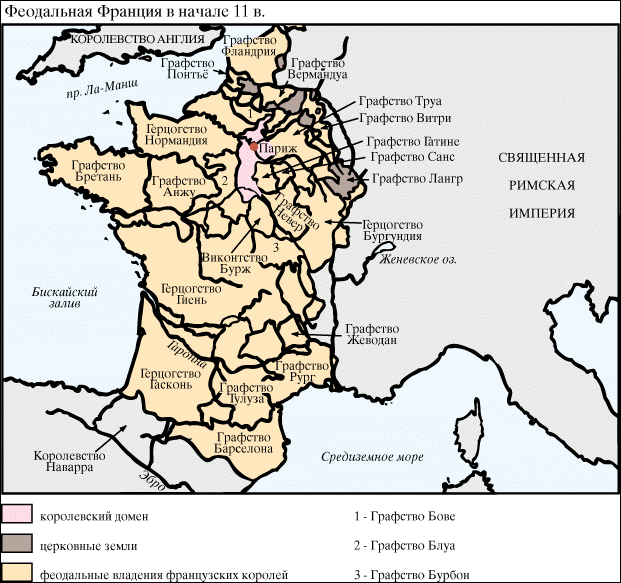 Феодальная Франция в начале 11 в.
КОРОЛЕВСТВО АНГЛИЯ
Графство
Фландрия
Графство
Понтьё
Графство
Вермандуа
пр. Ла-Манш
Графство Труа
Графство Витри
1
Герцогство
Нормандия
Париж
Графство Гатине
Графство Санс
Графство Лангр
СВЯЩЕННАЯ
РИМСКАЯ
ИМПЕРИЯ
Графство
Бретань
Графство
Анжу
2
Графство
Невер
Герцогство
Бургундия
3
Виконтство
Бурж
Женевское оз.
Бискайский
залив
Герцогство
Гиень
Графство
Жеводан
Гаронна
Герцогство
Гасконь
Графство
Руерг
Графство
Тулуза
Графство
Барселона
Королевство
Наварра
Эбро
Средиземное море
королевский домен
церковные земли
феодальные владения французских королей
1 - Графство Бове
2 - Графство Блуа
3 - Графство Бурбон